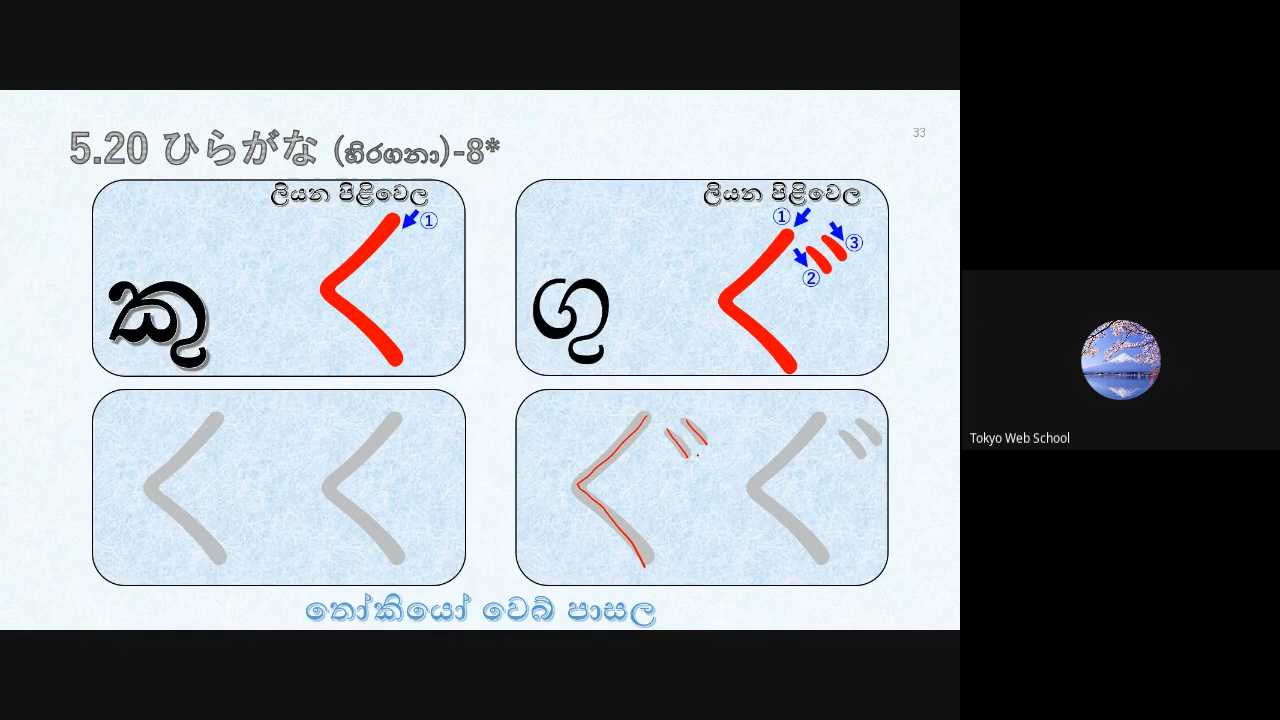 33
5.20 ひらがな (හිරගනා)-8*
ලියන පිළිවෙල
①
කු
く
ලියන පිළිවෙල
①
②
③
ගු
ぐ
く く
ぐ ぐ
තෝකියෝ වෙබ් පාසල
Tokyo Web School